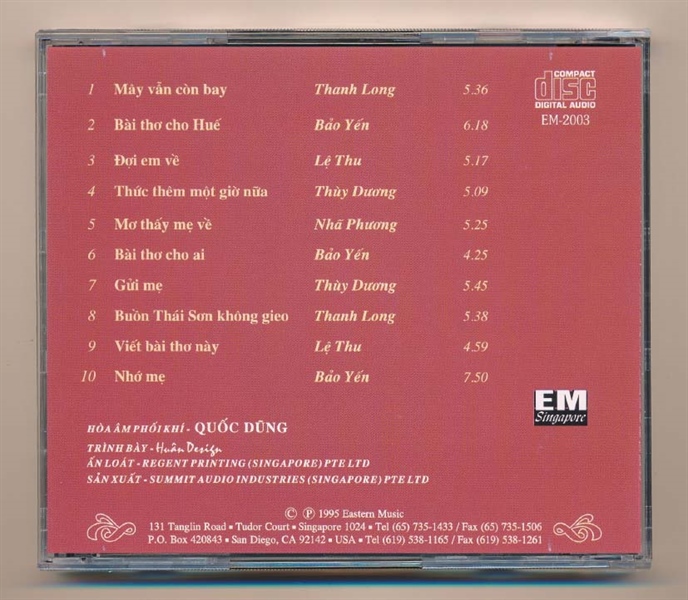 COMPACT
disc
DIGITAL AUDIO
EM-2003
1 Mây vẫn còn bay Thanh Long 5.36
2 Bài thơ cho Huế Bảo Yến 6.18
3 Đợi em về Lệ Thu 5.17
4 Thức thêm một giờ nữa Thùy Dương 5.09
5 Mơ thấy mẹ về Nhã Phương 5.25
6 Bài thơ cho ai Bảo Yến 4.25
7 Gửi mẹ Thùy Dương 5.45
8 Buồn Thái Sơn không gieo Thanh Long 5.38
9 Viết bài thơ này Lệ Thu 4.59
10 Nhớ mẹ Bảo Yến 7.50
EM
Singapore
HÒA ÂM PHỐI KHÍ - QUỐC DŨNG
TRÌNH BÀY - Huân Design
ẤN LOÁT - REGENT PRINTING (SINGAPORE) PTE LTD
SẢN XUẤT - SUMMIT AUDIO INDUSTRIES (SINGAPORE) PTE LTD
© ℗ 1995 Eastern Music
131 Tanglin Road ▪ Tudor Court ▪ Singapore 1024 ▪ Tel (65) 735-1433 / Fax (65) 735-1506
P.O. Box 420843 ▪ San Diego, CA 92142 ▪ USA ▪ Tel (619) 538-1165 / Fax (619) 538-1261